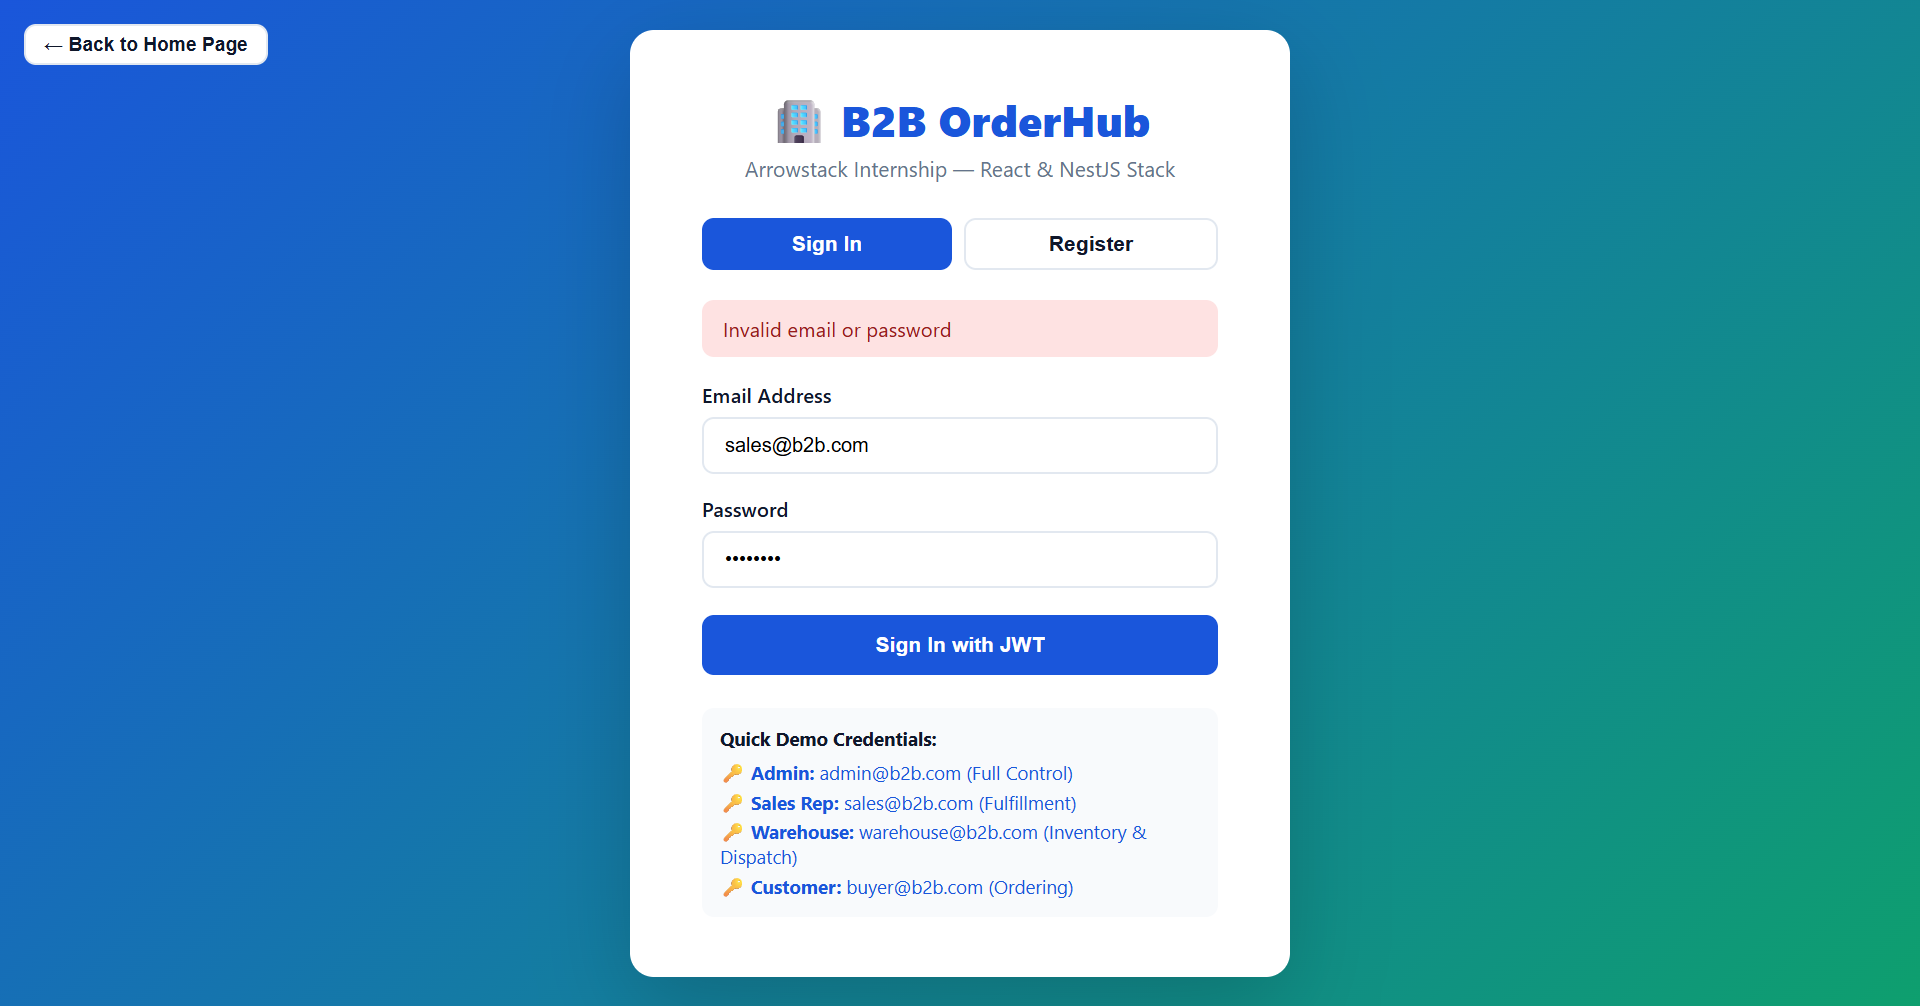 ← Back to Home Page
B2B OrderHub
Arrowstack Internship — React & NestJS Stack
Sign In
Register
Invalid email or password
Email Address
sales@b2b.com
Password
••••••••
Sign In with JWT
Quick Demo Credentials:
Admin: admin@b2b.com (Full Control)
Sales Rep: sales@b2b.com (Fulfillment)
Warehouse: warehouse@b2b.com (Inventory &
Dispatch)
Customer: buyer@b2b.com (Ordering)